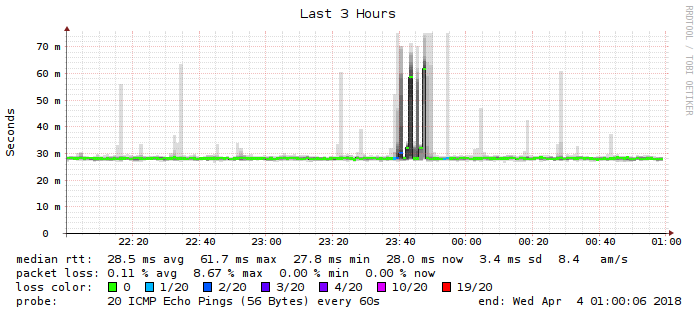 Last 3 Hours
RRDTOOL / TOBI OETIKER
Seconds
70 m
60 m
50 m
40 m
30 m
20 m
10 m
0
22:20 22:40 23:00 23:20 23:40 00:00 00:20 00:40 01:00
median rtt: 28.5 ms avg 61.7 ms max 27.8 ms min 28.0 ms now 3.4 ms sd 8.4 am/s
packet loss: 0.11 % avg 8.67 % max 0.00 % min 0.00 % now
loss color: 0 1/20 2/20 3/20 4/20 10/20 19/20
probe: 20 ICMP Echo Pings (56 Bytes) every 60s end: Wed Apr 4 01:00:06 2018